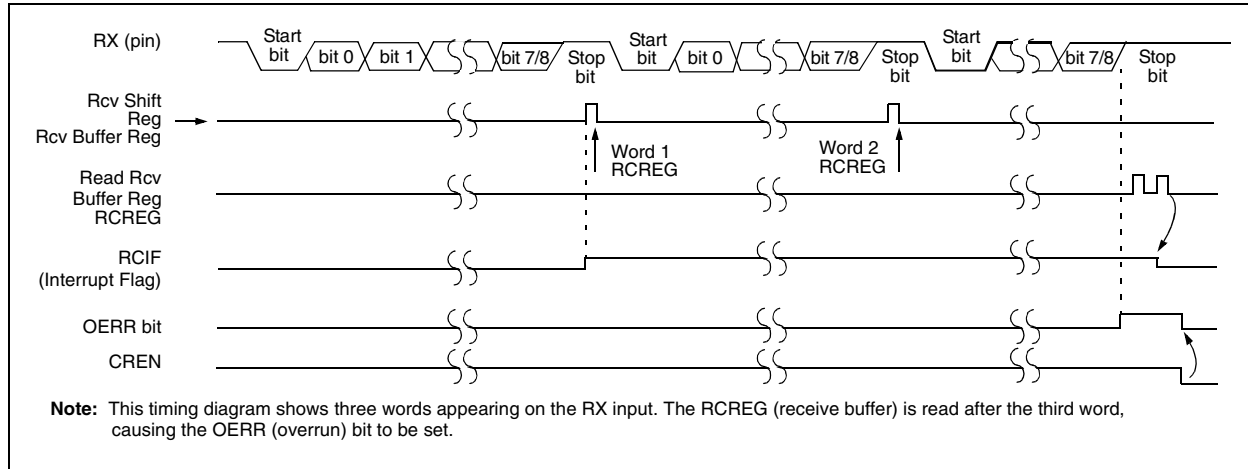 RX (pin)
Start bit
bit 0
bit 1
bit 7/8
Stop bit
Start bit
bit 0
bit 7/8
Stop bit
Start bit
bit 7/8
Stop bit
Rcv Shift
Reg
Rcv Buffer Reg
Word 1
RCREG
Word 2
RCREG
Read Rcv
Buffer Reg
RCREG
RCIF
(Interrupt Flag)
OERR bit
CREN
Note: This timing diagram shows three words appearing on the RX input. The RCREG (receive buffer) is read after the third word,
causing the OERR (overrun) bit to be set.